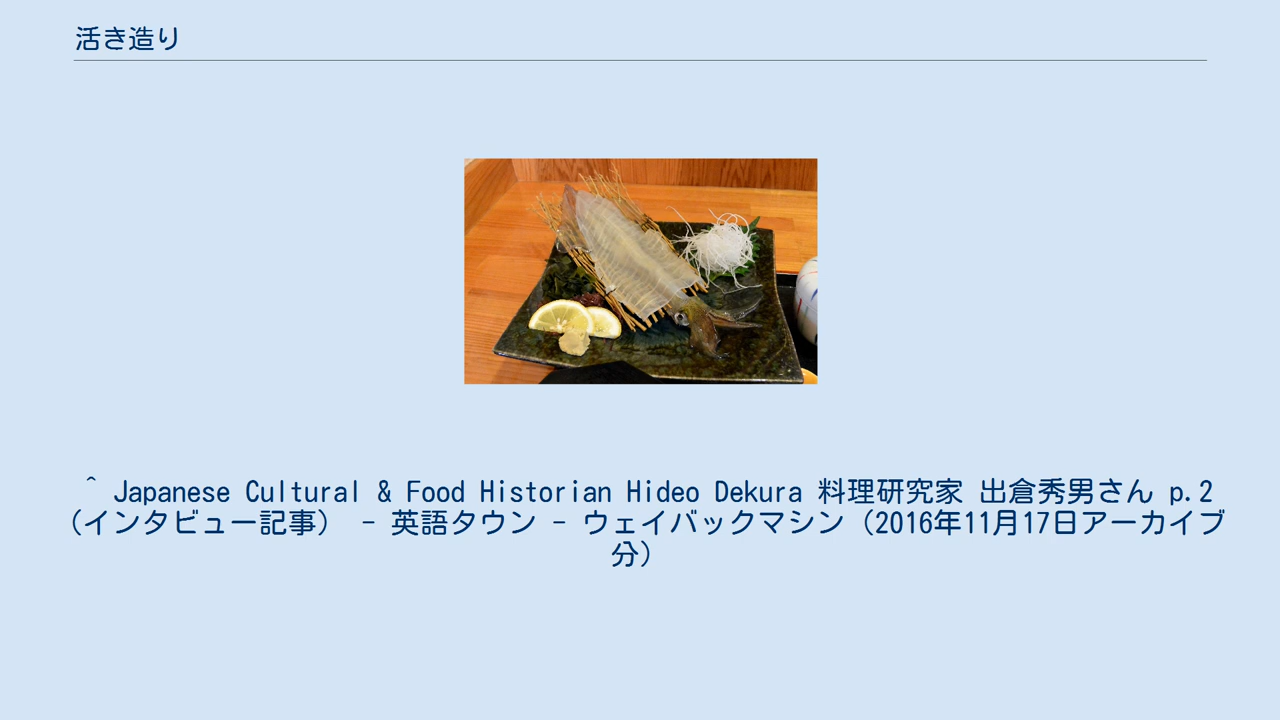 活き造り
^ Japanese Cultural & Food Historian Hideo Dekura 料理研究家 出倉秀男さん p.2
(インタビュー記事） - 英語タウン - ウェイバックマシン（2016年11月17日アーカイブ
分）